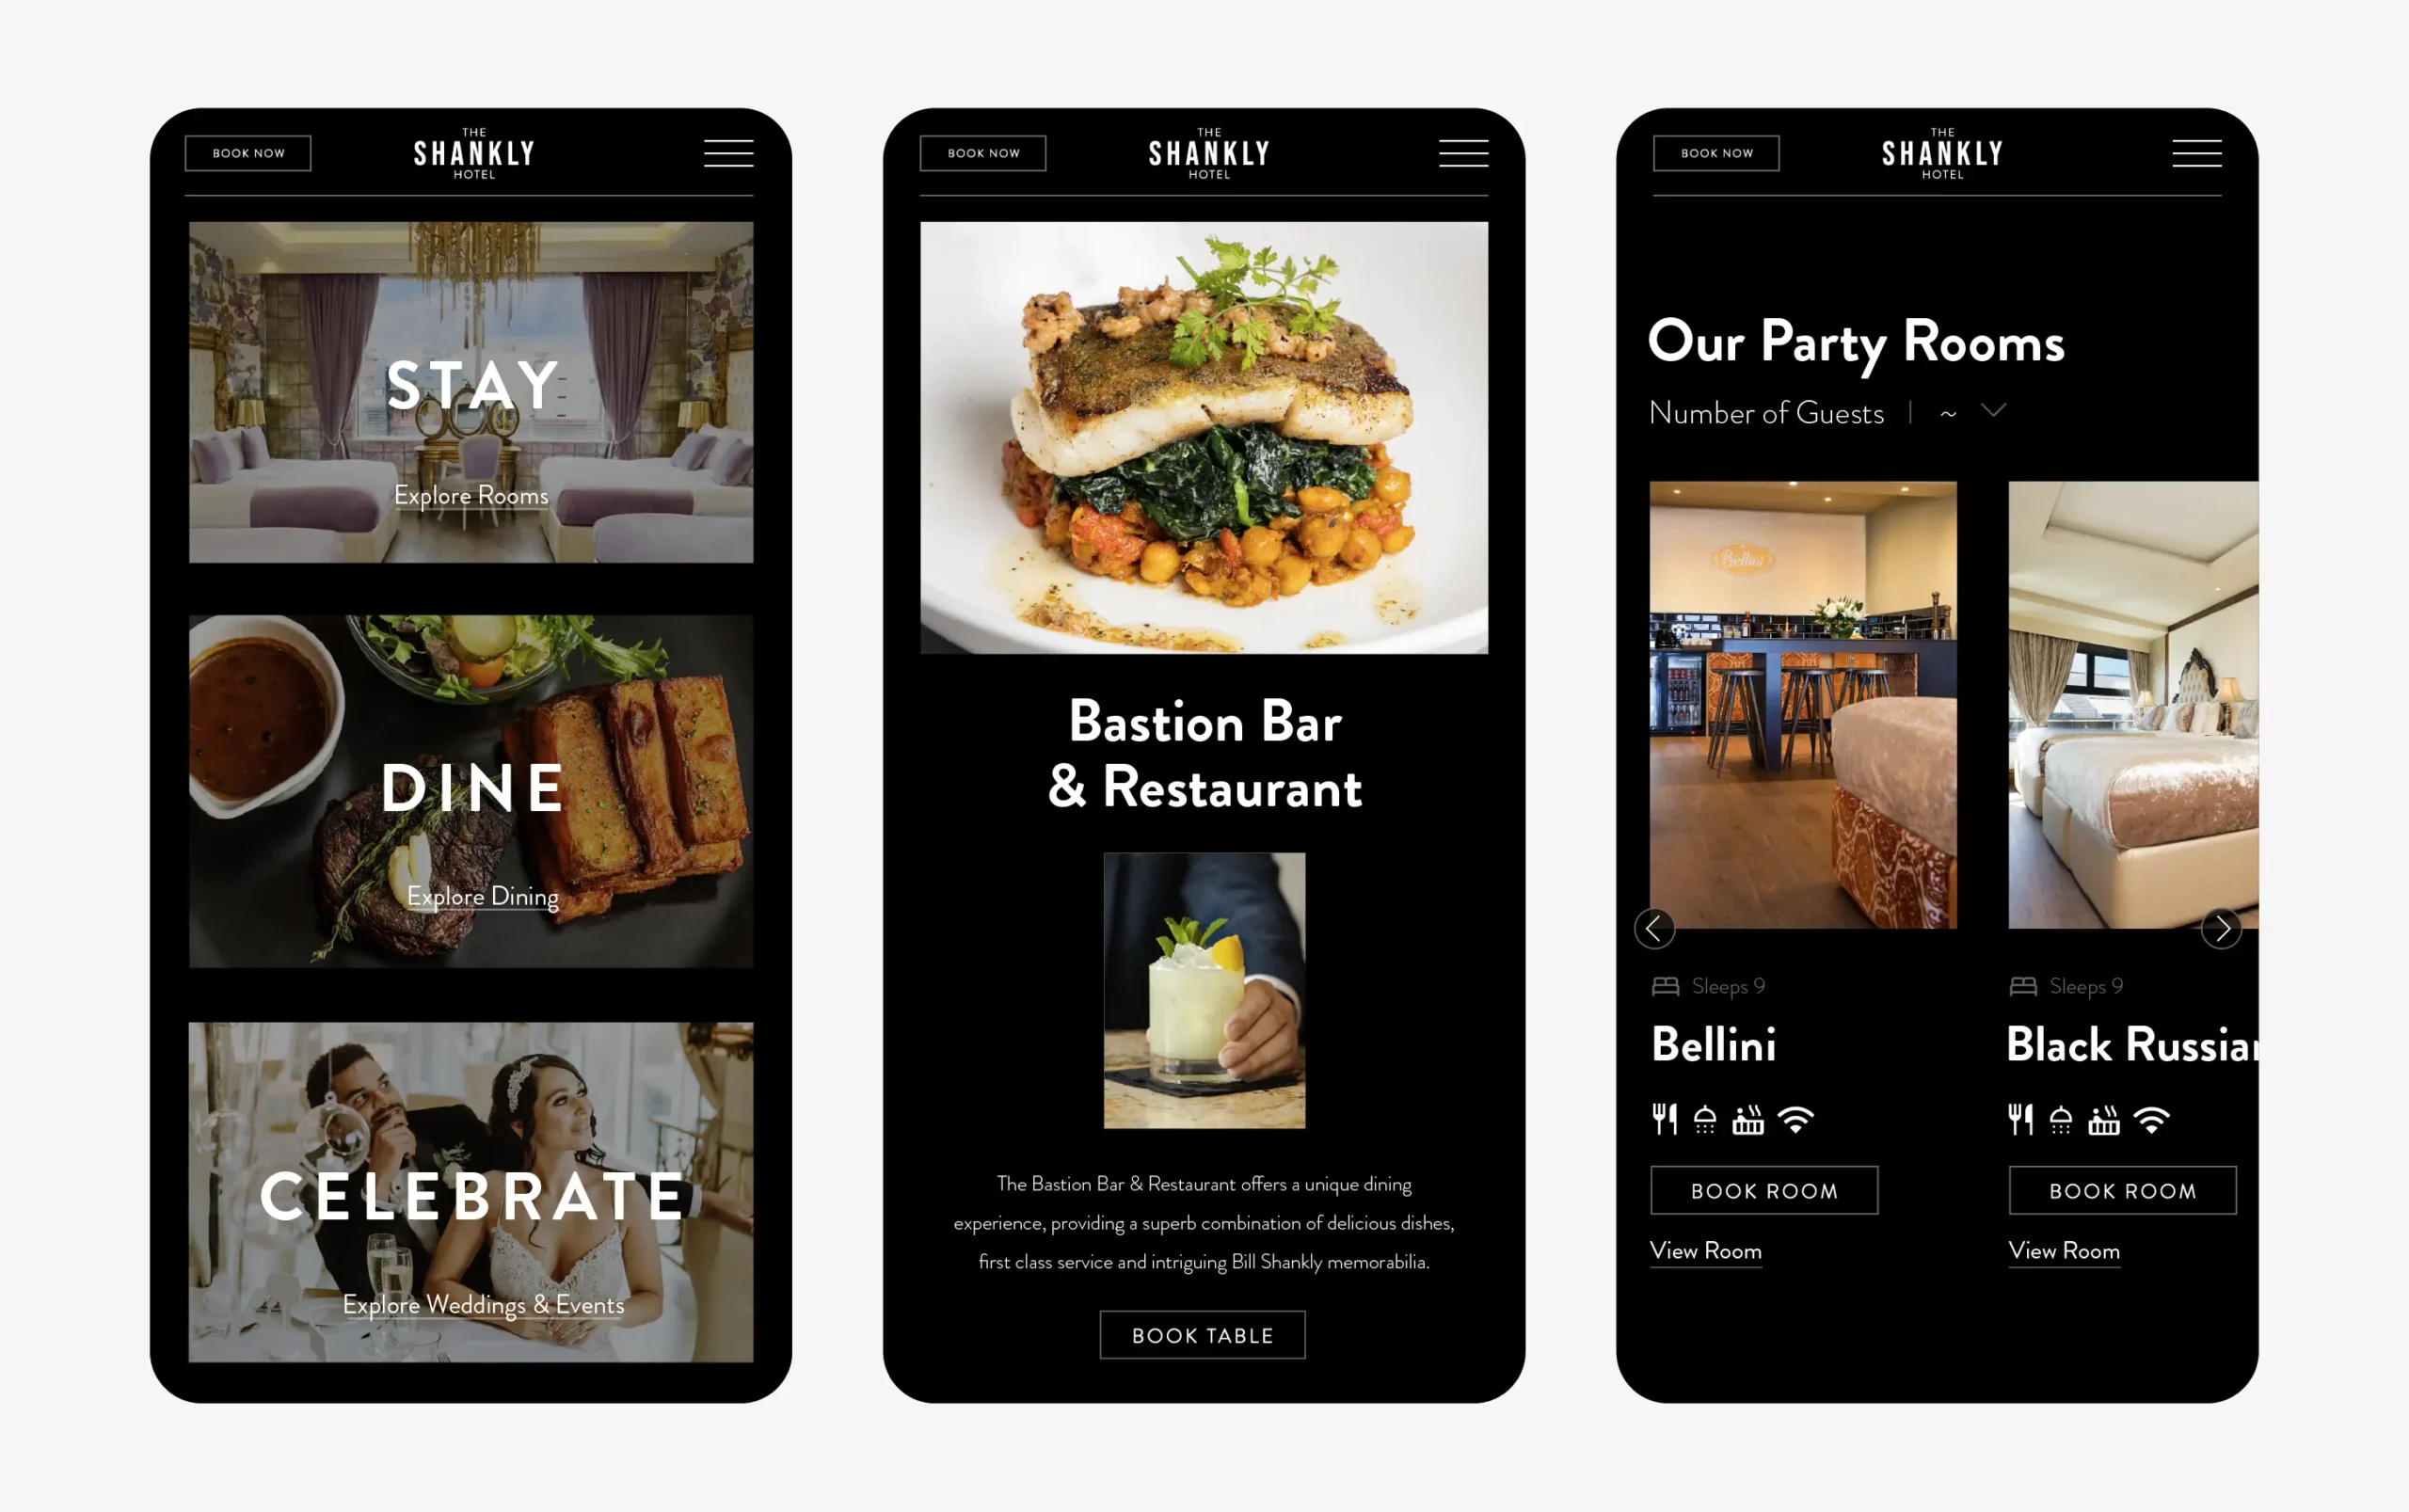 BOOK NOW
THE
SHANKLY
HOTEL
STAY
Explore Rooms
DINE
Explore Dining
CELEBRATE
Explore Weddings & Events
BOOK NOW
THE
SHANKLY
HOTEL
Bastion Bar
& Restaurant
The Bastion Bar & Restaurant offers a unique dining
experience, providing a superb combination of delicious dishes,
first class service and intriguing Bill Shankly memorabilia.
BOOK TABLE
BOOK NOW
THE
SHANKLY
HOTEL
Our Party Rooms
Number of Guests | ~
Bellini
Sleeps 9
Bellini
BOOK ROOM
View Room
Sleeps 9
Black Russian
BOOK ROOM
View Room